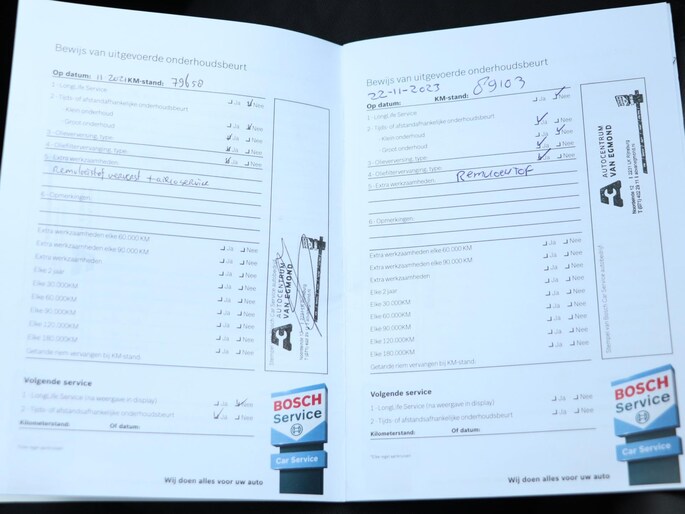 Bewijs van uitgevoerde onderhoudsbeurt
Op datum: 11 2021 KM-stand: 79650
1 - LongLife Service Ja Nee
2 - Tijds- of afstandsafhankelijke onderhoudsbeurt
- Klein onderhoud Ja Nee
- Groot onderhoud Ja Nee
3 - Olieverversing, type: Ja Nee
4 - Oliefiltervervanging, type: Ja Nee
5 - Extra werkzaamheden:
Remvloeistof ververst + airco service
6 - Opmerkingen:
Extra werkzaamheden elke 60.000 KM Ja Nee
Extra werkzaamheden elke 90.000 KM Ja Nee
Extra werkzaamheden Ja Nee
Elke 2 jaar Ja Nee
Elke 30.000KM Ja Nee
Elke 60.000KM Ja Nee
Elke 90.000KM Ja Nee
Elke 120.000KM Ja Nee
Elke 180.000KM Ja Nee
Getande riem vervangen bij KM-stand:
AUTOCENTRUM
VAN EGMOND
Volgende service
1 - LongLife Service (na weergave in display) Ja Nee
2 - Tijds- of afstandsafhankelijke onderhoudsbeurt Ja Nee
Kilometerstand: Of datum:
BOSCH
Service
Car Service
Wij doen alles voor uw auto
Bewijs van uitgevoerde onderhoudsbeurt
Op datum: 22-11-2023 KM-stand: 89103
1 - LongLife Service Ja Nee
2 - Tijds- of afstandsafhankelijke onderhoudsbeurt
- Klein onderhoud Ja Nee
- Groot onderhoud Ja Nee
3 - Olieverversing, type: Ja Nee
4 - Oliefiltervervanging, type: Ja Nee
5 - Extra werkzaamheden: Remvloeistof
6 - Opmerkingen:
Extra werkzaamheden elke 60.000 KM Ja Nee
Extra werkzaamheden elke 90.000 KM Ja Nee
Extra werkzaamheden Ja Nee
Elke 2 jaar Ja Nee
Elke 30.000KM Ja Nee
Elke 60.000KM Ja Nee
Elke 90.000KM Ja Nee
Elke 120.000KM Ja Nee
Elke 180.000KM Ja Nee
Getande riem vervangen bij KM-stand:
Stempel van Bosch Car Service autobedrijf
AUTOCENTRUM
VAN EGMOND
Volgende service
1 - LongLife Service (na weergave in display) Ja Nee
2 - Tijds- of afstandsafhankelijke onderhoudsbeurt Ja Nee
Kilometerstand: Of datum:
BOSCH
Service
Car Service
Wij doen alles voor uw auto